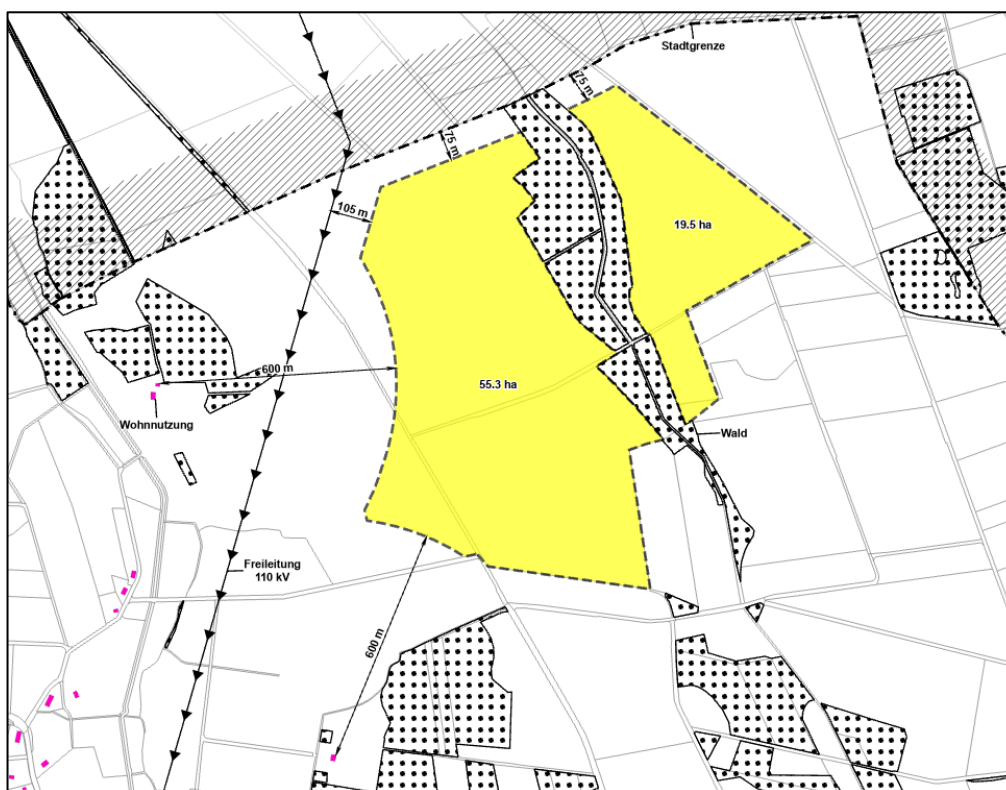 Stadtgrenze
75 m
75 m
105 m
19.5 ha
600 m
55.3 ha
Wohnnutzung
Wald
Freileitung
110 kV
600 m